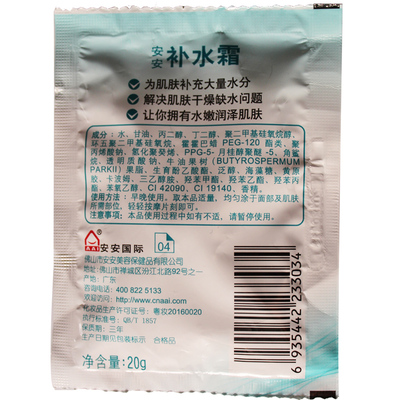 安安 补水霜
为肌肤补充大量水分
解决肌肤干燥缺水问题
让你拥有水嫩润泽肌肤
成分：水、甘油、丙二醇、丁二醇、聚二甲基硅氧烷醇、
环五聚二甲基硅氧烷、霍霍巴蜡 PEG-120 酯类、聚
丙烯酸钠、氢化聚癸烯、PPG-5- 月桂醇聚醚 -5、角鲨
烷、透明质酸钠、牛油果树（BUTYROSPERMUM
PARKII）果脂、生育酚乙酸酯、泛醇、海藻糖、黄原
胶、卡波姆、三乙醇胺、羟苯甲酯、羟苯乙酯、羟苯丙
酯、苯氧乙醇、CI 42090、CI 19140、香精。
使用方法：早晚使用，取本品适量，均匀涂于面部及肌肤
所需部位，轻轻按摩片刻即可。
注意事项：本品如使用后有不适，请暂停使用。
安安国际
04
佛山市安安美容保健品有限公司
地址：佛山市禅城区汾江北路92号之一
产地：广东
咨询电话：400 822 5133
欢迎访问：http://www.cnaai.com
化妆品生产许可证号：粤妆20160020
执行标准号：QB/T 1857
保质期：三年
生产日期见包装标示 合格品
净含量：20g
6935442233034